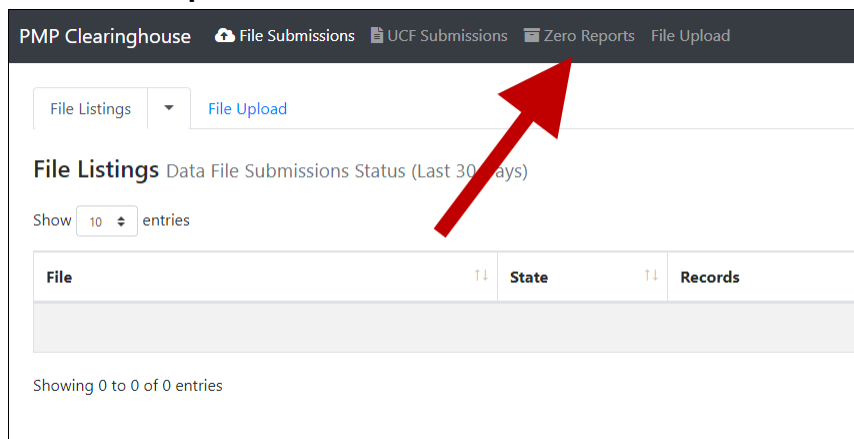 PMP Clearinghouse File Submissions UCF Submissions Zero Reports File Upload
File Listings File Upload
File Listings Data File Submissions Status (Last 30 Days)
Show 10 entries
File State Records
Showing 0 to 0 of 0 entries